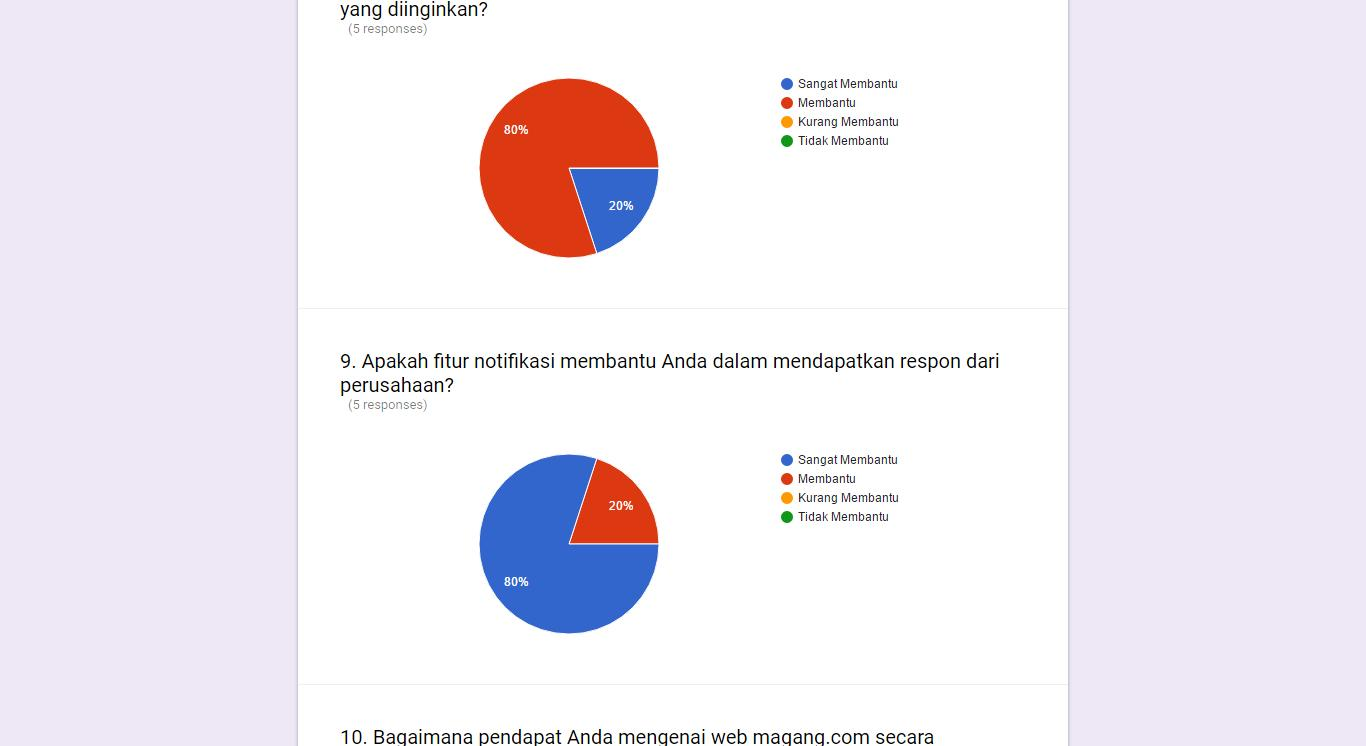 yang diinginkan?
(5 responses)
80%
20%
Sangat Membantu
Membantu
Kurang Membantu
Tidak Membantu
9. Apakah fitur notifikasi membantu Anda dalam mendapatkan respon dari
perusahaan?
(5 responses)
20%
80%
Sangat Membantu
Membantu
Kurang Membantu
Tidak Membantu
10. Bagaimana pendapat Anda mengenai web magang.com secara